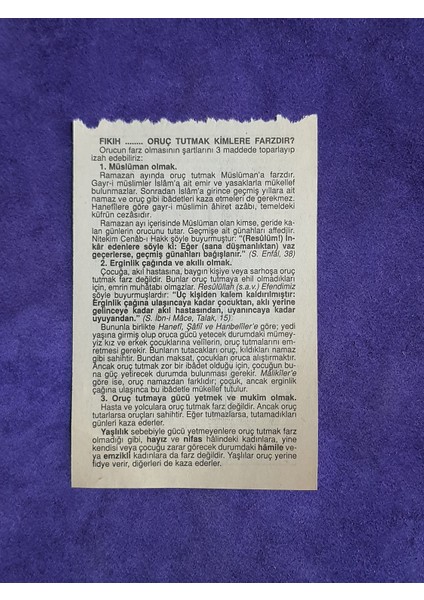 FIKIH ........ ORUÇ TUTMAK KİMLERE FARZDIR?
Orucun farz olmasının şartlarını 3 maddede toparlayıp
izah edebiliriz:
1. Müslüman olmak.
Ramazan ayında oruç tutmak Müslüman'a farzdır.
Gayr-i müslimler İslâm'a ait emir ve yasaklarla mükellef
bulunmazlar. Sonradan İslâm'a girince geçmiş yıllara ait na-
maz ve oruç gibi ibâdetleri kaza etmeleri de gerekmez.
Hanefîlere göre gayr-i müslimin âhiret azâbı, temeldeki
küfrün cezâsıdır.
Ramazan ayı içerisinde Müslüman olan kimse, geride ka-
lan günlerin orucunu tutar. Geçmişe ait günahları affedilir.
Nitekim Cenâb-ı Hakk şöyle buyurmuştur: "(Resûlüm!) İn-
kâr edenlere söyle ki: Eğer (sana düşmanlıktan) vaz
geçerlerse, geçmiş günahları bağışlanır." (S. Enfâl, 38)
2. Erginlik çağında ve akıllı olmak.
Çocuğa, akıl hastasına, baygın kişiye veya sarhoşa oruç
tutmak farz değildir. Bunlar oruç tutmaya ehil olmadıkları
için, emrin muhâtabı olmazlar. Resûlüllah (s.a.v.) Efendimiz
şöyle buyurmuşlardır: "Üç kişiden kalem kaldırılmıştır:
Erginlik çağına ulaşıncaya kadar çocuktan, aklı yerine
gelinceye kadar akıl hastasından, uyanıncaya kadar
uyuyandan." (S. İbn-i Mâce, Talak, 15):
Bununla birlikte Hanefî, Şâfiî ve Hanbelîler'e göre; yedi
yaşına girmiş olup oruca güç yetirecek durumdaki mümey-
yiz kız ve erkek çocuklarına velîlerin, oruç tutmalarını em-
retmesi gerekir. Bunların tutacakları oruç, kıldıkları namaz
gibi sahihtir. Bundan maksat, çocukları oruca alıştırmaktır.
Ancak oruç tutmak zor bir ibâdet olduğu için, çocuğun bu-
na güç yetirecek durumda bulunması gerekir. Mâlikîler'e
göre ise, oruç namazdan farklıdır; çocuk, ancak erginlik
çağına ulaşınca bu ibâdetle mükellef tutulur.
3. Oruç tutmaya gücü yetmek ve mukim olmak.
Hasta ve yolculara oruç tutmak farz değildir. Ancak oruç
tutarlarsa oruçları sahihtir. Eğer tutmazlarsa, tutamadıkları
günleri kaza ederler.
Yaşlılık sebebiyle gücü yetmeyenlere oruç tutmak farz
olmadığı gibi, hayız ve nifas hâlindeki kadınlara, yine
kendisi veya çocuğu zarar görecek durumdaki hâmile ve-
ya emzikli kadınlara da farz değildir. Yaşlılar oruç yerine
fidye verir, diğerleri de kaza ederler.